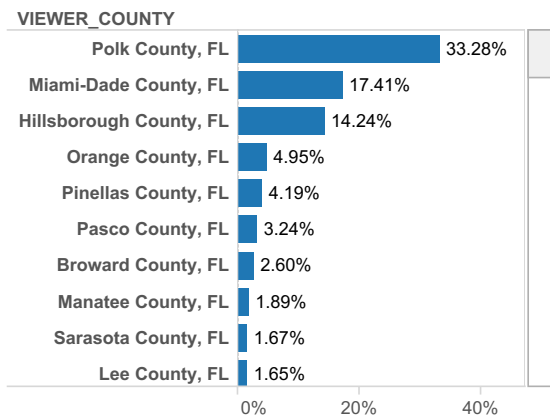 VIEWER_COUNTY
Polk County, FL 33.28%
Miami-Dade County, FL 17.41%
Hillsborough County, FL 14.24%
Orange County, FL 4.95%
Pinellas County, FL 4.19%
Pasco County, FL 3.24%
Broward County, FL 2.60%
Manatee County, FL 1.89%
Sarasota County, FL 1.67%
Lee County, FL 1.65%
0% 20% 40%